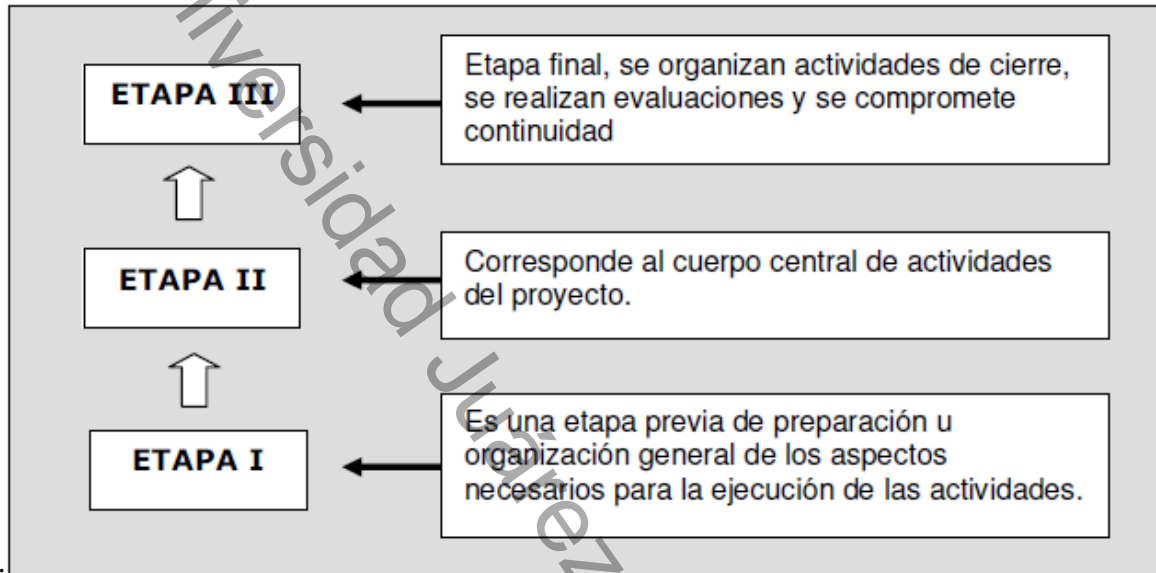 ETAPA III
Etapa final, se organizan actividades de cierre,
se realizan evaluaciones y se compromete
continuidad
ETAPA II
Corresponde al cuerpo central de actividades
del proyecto.
ETAPA I
Es una etapa previa de preparación u
organización general de los aspectos
necesarios para la ejecución de las actividades.
Juárez
.